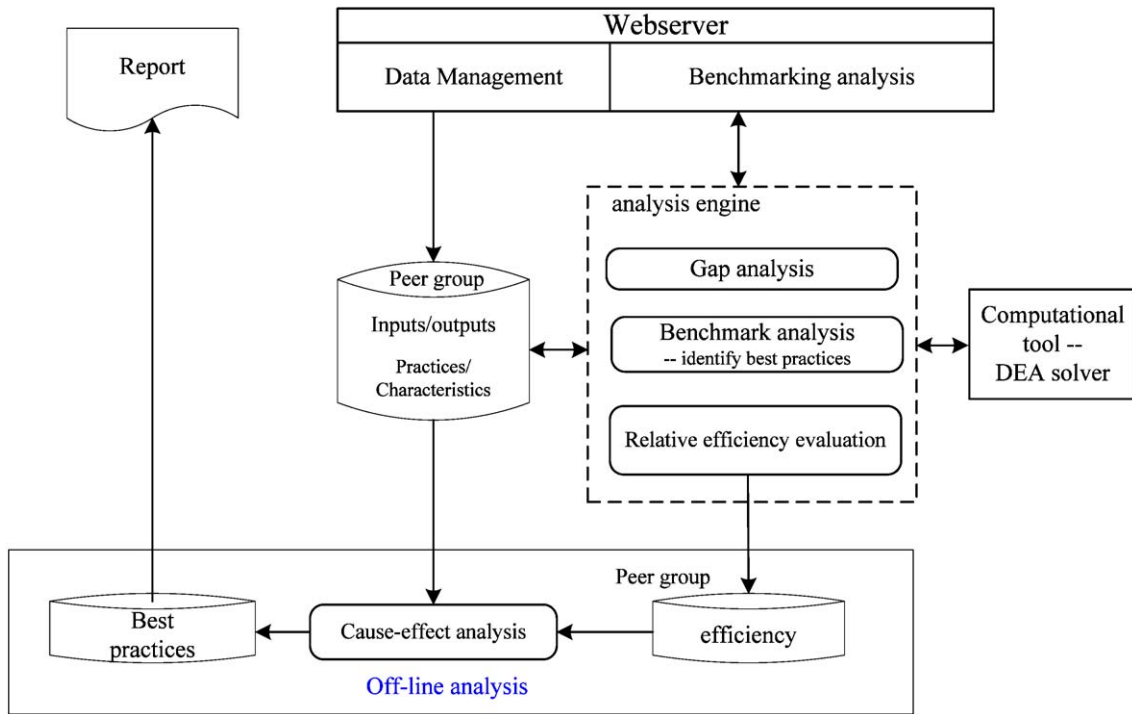 Webserver
Report
Data Management
Benchmarking analysis
analysis engine
Peer group
Gap analysis
Inputs/outputs
Practices/
Characteristics
Benchmark analysis
-- identify best practices
Computational
tool --
DEA solver
Relative efficiency evaluation
Peer group
Best
practices
Cause-effect analysis
efficiency
Off-line analysis